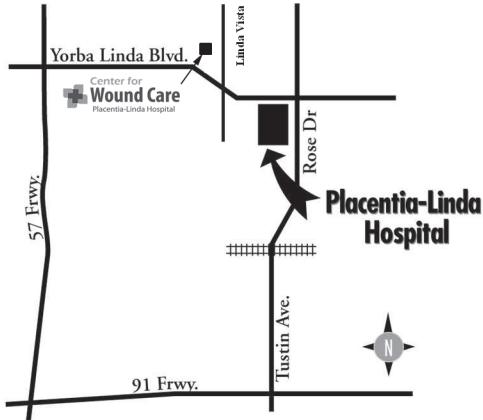 Linda Vista
Yorba Linda Blvd.
Center for
Wound Care
Placentia-Linda Hospital
Rose Dr
57 Frwy.
Placentia-Linda
Hospital
Tustin Ave.
N
91 Frwy.